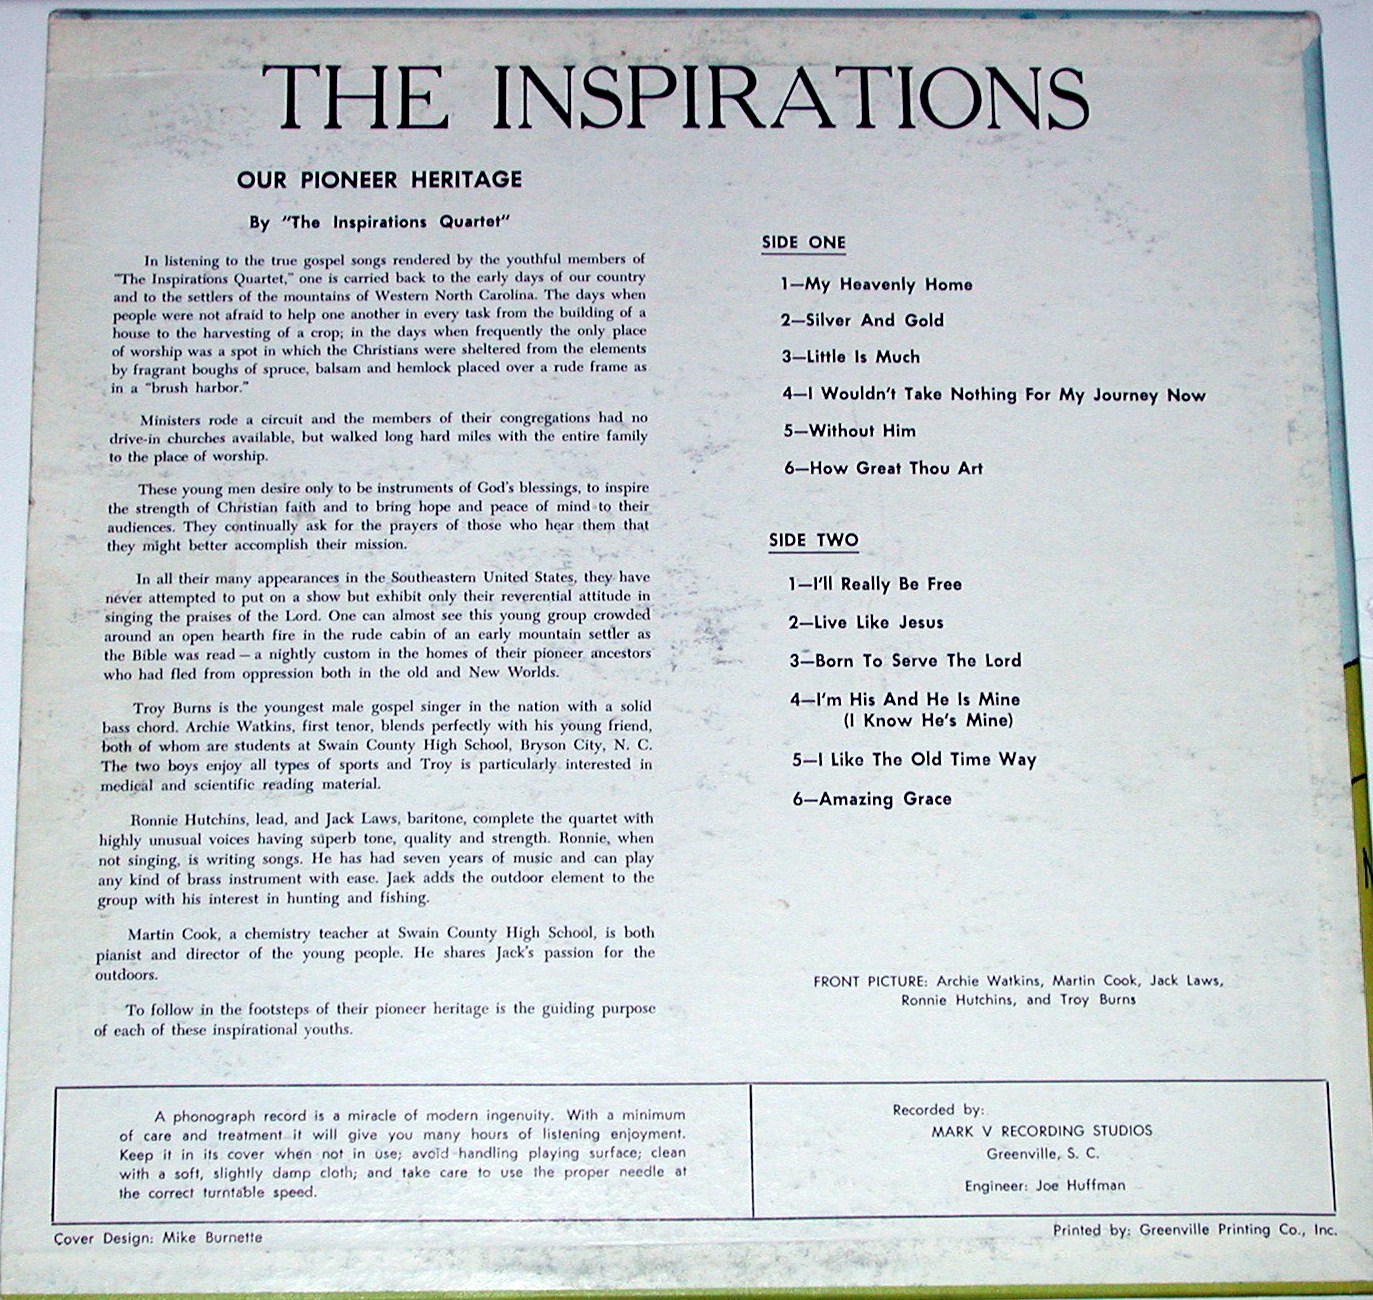 THE INSPIRATIONS
OUR PIONEER HERITAGE
By "The Inspirations Quartet"
In listening to the true gospel songs rendered by the youthful members of
"The Inspirations Quartet," one is carried back to the early days of our country
and to the settlers of the mountains of Western North Carolina. The days when
people were not afraid to help one another in every task from the building of a
house to the harvesting of a crop; in the days when frequently the only place
of worship was a spot in which the Christians were sheltered from the elements
by fragrant boughs of spruce, balsam and hemlock placed over a rude frame as
in a "brush harbor."
Ministers rode a circuit and the members of their congregations had no
drive-in churches available, but walked long hard miles with the entire family
to the place of worship.
These young men desire only to be instruments of God's blessings, to inspire
the strength of Christian faith and to bring hope and peace of mind to their
audiences. They continually ask for the prayers of those who hear them that
they might better accomplish their mission.
In all their many appearances in the Southeastern United States, they have
never attempted to put on a show but exhibit only their reverential attitude in
singing the praises of the Lord. One can almost see this young group crowded
around an open hearth fire in the rude cabin of an early mountain settler as
the Bible was read — a nightly custom in the homes of their pioneer ancestors
who had fled from oppression both in the old and New Worlds.
Troy Burns is the youngest male gospel singer in the nation with a solid
bass chord. Archie Watkins, first tenor, blends perfectly with his young friend,
both of whom are students at Swain County High School, Bryson City, N. C.
The two boys enjoy all types of sports and Troy is particularly interested in
medical and scientific reading material.
Ronnie Hutchins, lead, and Jack Laws, baritone, complete the quartet with
highly unusual voices having superb tone, quality and strength. Ronnie, when
not singing, is writing songs. He has had seven years of music and can play
any kind of brass instrument with ease. Jack adds the outdoor element to the
group with his interest in hunting and fishing.
Martin Cook, a chemistry teacher at Swain County High School, is both
pianist and director of the young people. He shares Jack's passion for the
outdoors.
To follow in the footsteps of their pioneer heritage is the guiding purpose
of each of these inspirational youths.
SIDE ONE
1—My Heavenly Home
2—Silver And Gold
3—Little Is Much
4—I Wouldn't Take Nothing For My Journey Now
5—Without Him
6—How Great Thou Art
SIDE TWO
1—I'll Really Be Free
2—Live Like Jesus
3—Born To Serve The Lord
4—I'm His And He Is Mine
(I Know He's Mine)
5—I Like The Old Time Way
6—Amazing Grace
FRONT PICTURE: Archie Watkins, Martin Cook, Jack Laws,
Ronnie Hutchins, and Troy Burns
A phonograph record is a miracle of modern ingenuity. With a minimum
of care and treatment it will give you many hours of listening enjoyment.
Keep it in its cover when not in use; avoid handling playing surface; clean
with a soft, slightly damp cloth; and take care to use the proper needle at
the correct turntable speed.
Recorded by:
MARK V RECORDING STUDIOS
Greenville, S. C.
Engineer: Joe Huffman
Cover Design: Mike Burnette
Printed by: Greenville Printing Co., Inc.